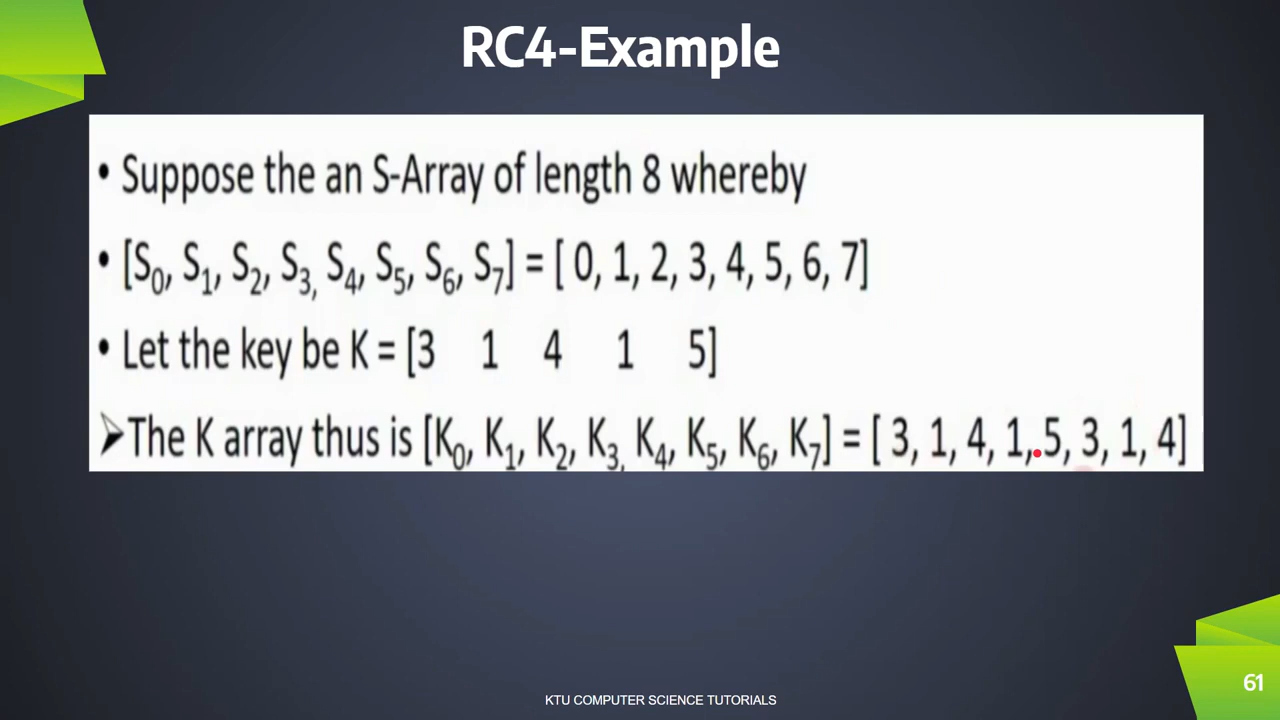 RC4-Example
• Suppose the an S-Array of length 8 whereby
• [S0, S1, S2, S3, S4, S5, S6, S7] = [ 0, 1, 2, 3, 4, 5, 6, 7]
• Let the key be K = [3 1 4 1 5]
➢The K array thus is [K0, K1, K2, K3, K4, K5, K6, K7] = [ 3, 1, 4, 1, 5, 3, 1, 4]
61
KTU COMPUTER SCIENCE TUTORIALS